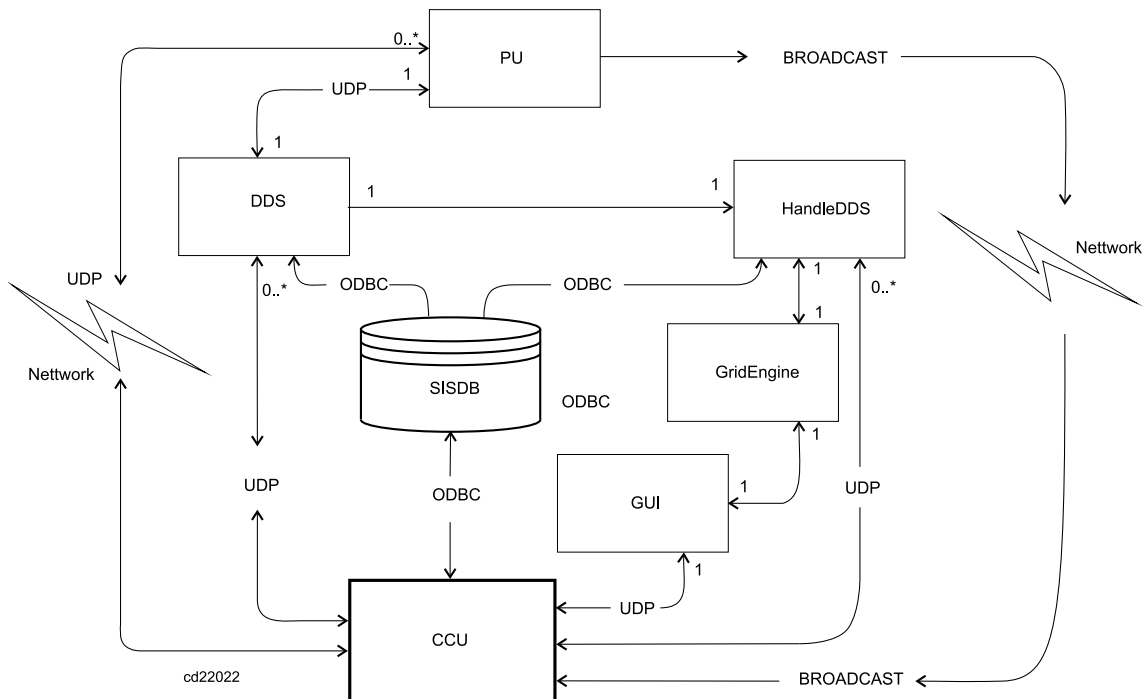 0..*
PU
BROADCAST
1
UDP
1
DDS
1
1
HandleDDS
Nettwork
UDP
ODBC
ODBC
1
0..*
0..*
1
Nettwork
GridEngine
SISDB
ODBC
1
UDP
ODBC
1
GUI
UDP
1
UDP
CCU
cd22022
BROADCAST